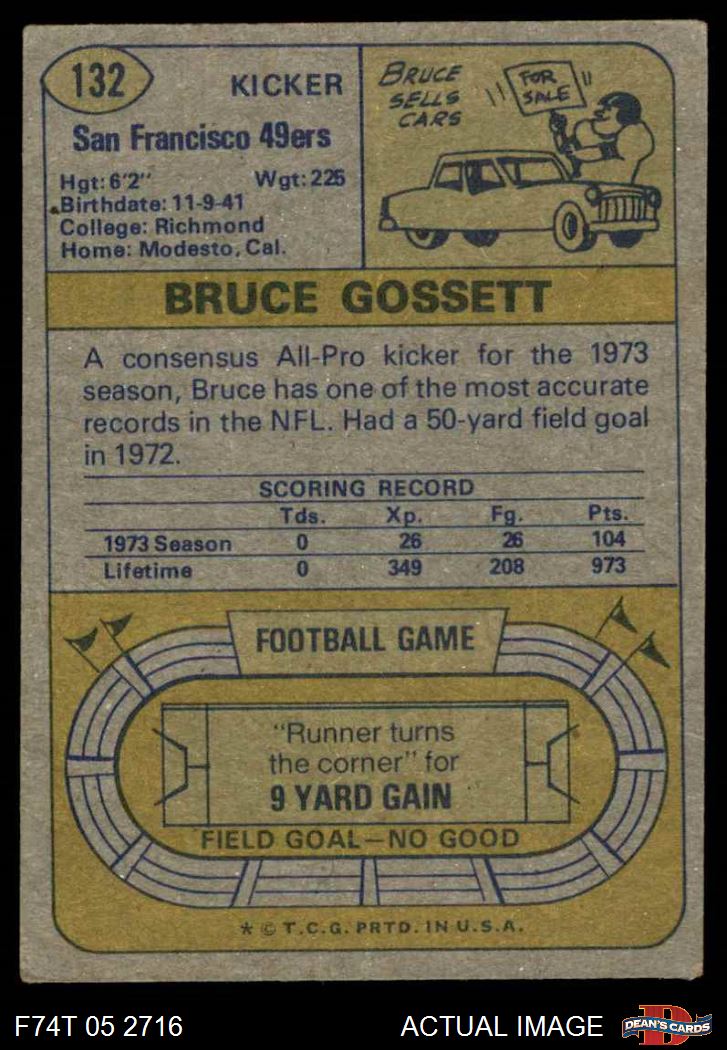 132
KICKER
San Francisco 49ers
Hgt: 6'2" Wgt: 225
Birthdate: 11-9-41
College: Richmond
Home: Modesto, Cal.
BRUCE
SELLS
CARS
FOR
SALE
BRUCE GOSSETT
A consensus All-Pro kicker for the 1973
season, Bruce has one of the most accurate
records in the NFL. Had a 50-yard field goal
in 1972.
SCORING RECORD
Tds. Xp. Fg. Pts.
1973 Season 0 26 26 104
Lifetime 0 349 208 973
FOOTBALL GAME
"Runner turns
the corner" for
9 YARD GAIN
FIELD GOAL—NO GOOD
* © T.C.G. PRTD. IN U.S.A.
F74T 05 2716 ACTUAL IMAGE
D
DEAN'S CARDS